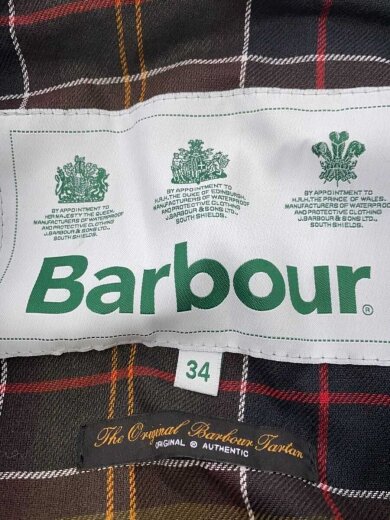 BY APPOINTMENT TO
HER MAJESTY THE QUEEN.
MANUFACTURERS OF WATERPROOF
AND PROTECTIVE CLOTHING
J.BARBOUR & SONS LTD.
SOUTH SHIELDS.
BY APPOINTMENT TO
H.R.H. THE DUKE OF EDINBURGH.
MANUFACTURERS OF WATERPROOF
AND PROTECTIVE CLOTHING
J.BARBOUR & SONS LTD.
SOUTH SHIELDS.
BY APPOINTMENT TO
H.R.H. THE PRINCE OF WALES.
MANUFACTURERS OF WATERPROOF
AND PROTECTIVE CLOTHING
J.BARBOUR & SONS LTD.
SOUTH SHIELDS.
Barbour®
34
The Original Barbour Tartan
ORIGINAL © AUTHENTIC